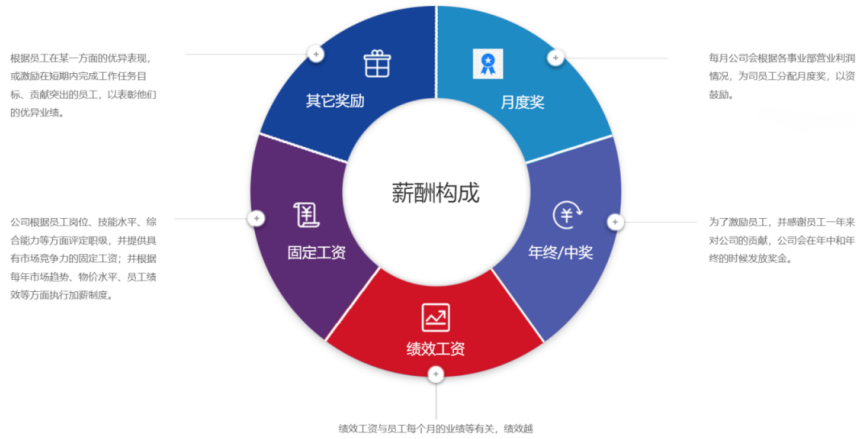 根据员工在某一方面的优异表现，
或激励在短期内完成工作任务目
标、贡献突出的员工，以表彰他们
的优异业绩。
其它奖励
月度奖
每月公司会根据各事业部营业利润
情况，为司员工分配月度奖，以资
鼓励。
薪酬构成
公司根据员工岗位、技能水平、综
合能力等方面评定职级，并提供具
有市场竞争力的固定工资；并根据
每年市场趋势、物价水平、员工绩
效等方面执行加薪制度。
固定工资
年终/中奖
为了激励员工，并感谢员工一年来
对公司的贡献，公司会在年中和年
终的时候发放奖金。
绩效工资
绩效工资与员工每个月的业绩等有关，绩效越